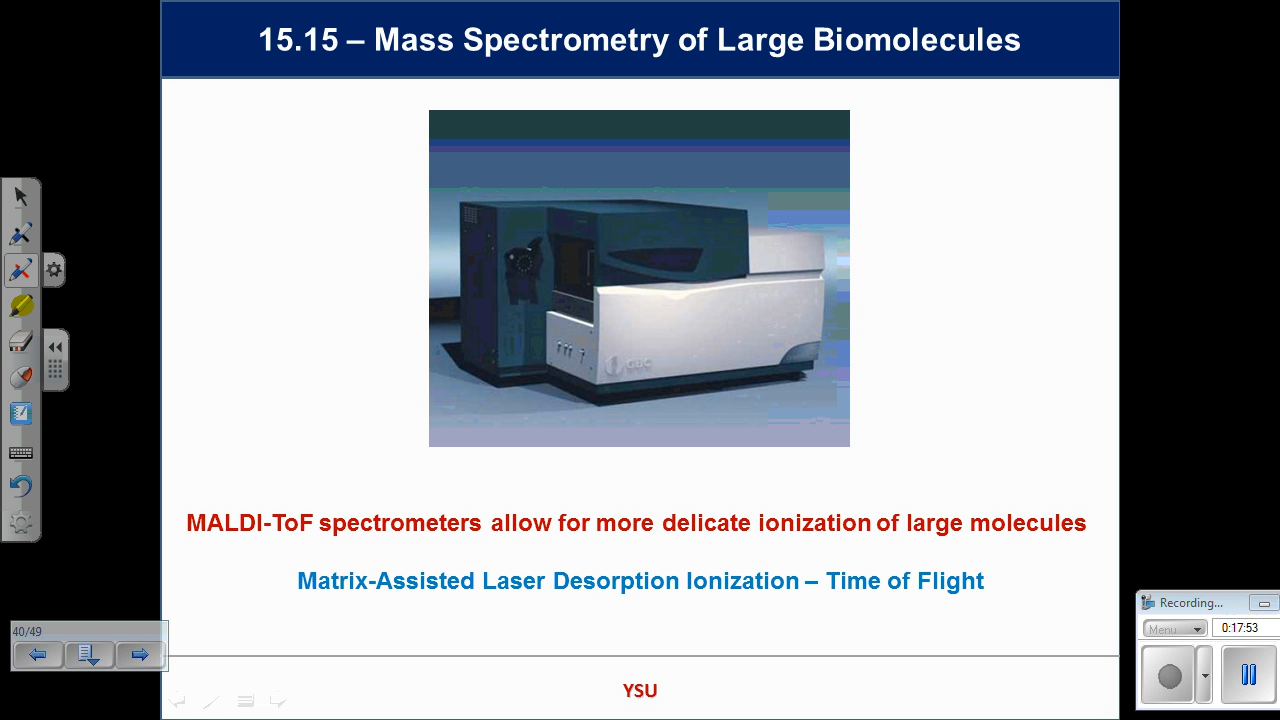 15.15 – Mass Spectrometry of Large Biomolecules
GBC
MALDI-ToF spectrometers allow for more delicate ionization of large molecules
Matrix-Assisted Laser Desorption Ionization – Time of Flight
YSU
40/49
Recording...
Menu
0:17:53